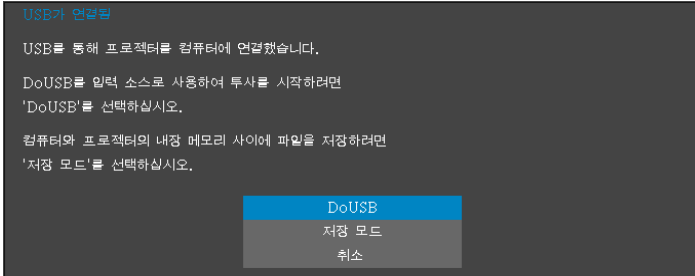 USB가 연결됨
USB를 통해 프로젝터를 컴퓨터에 연결했습니다.
DoUSB를 입력 소스로 사용하여 투사를 시작하려면
'DoUSB'를 선택하십시오.
컴퓨터와 프로젝터의 내장 메모리 사이에 파일을 저장하려면
'저장 모드'를 선택하십시오.
DoUSB
저장 모드
취소